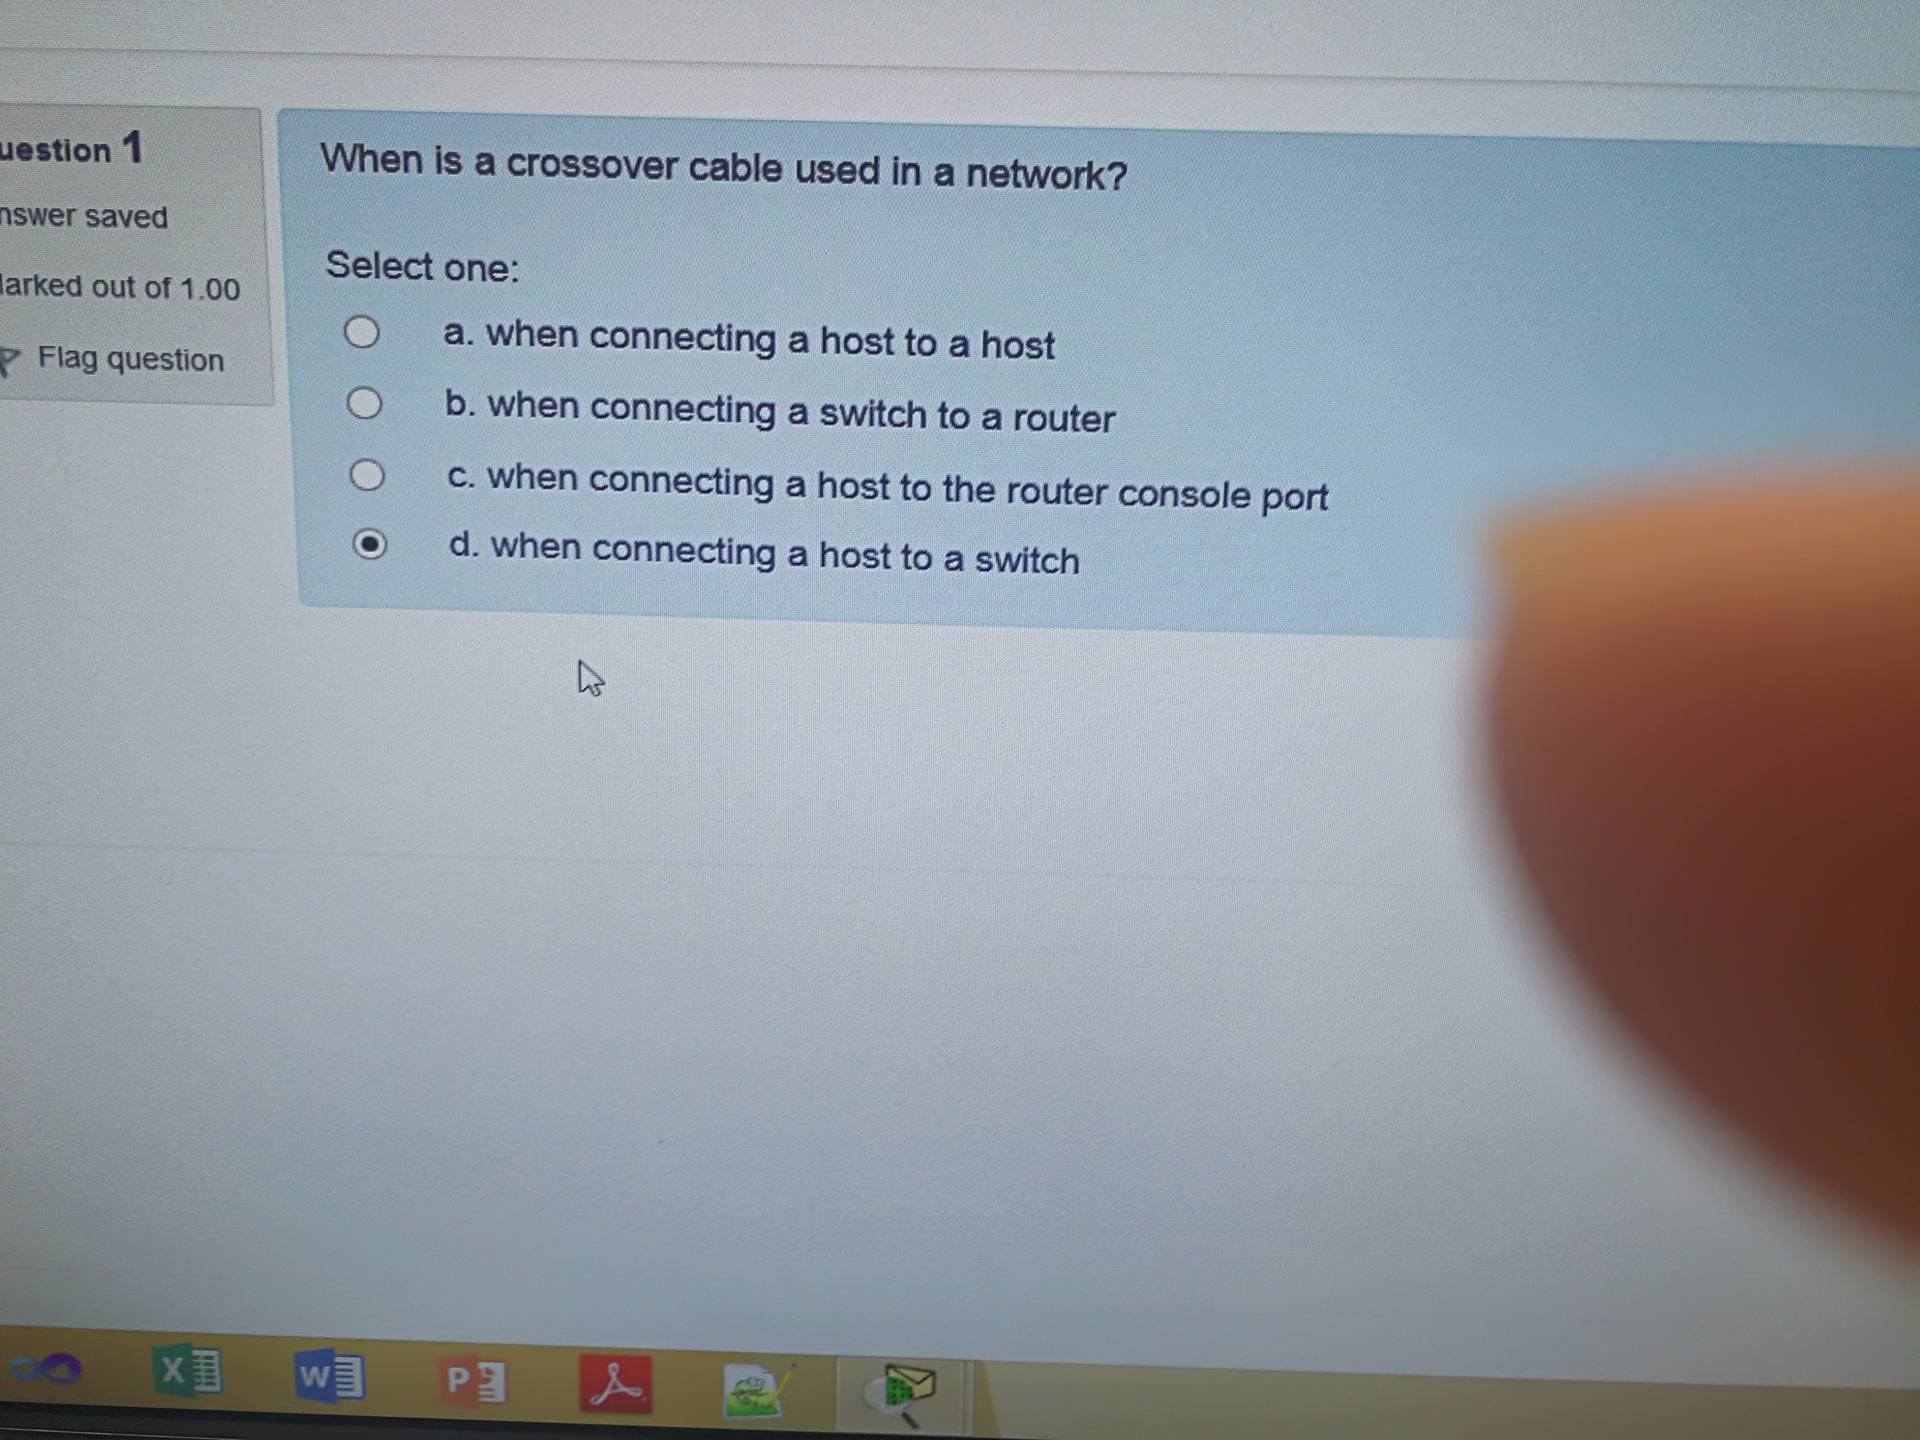 uestion 1
nswer saved
arked out of 1.00
Flag question
When is a crossover cable used in a network?
Select one:
a. when connecting a host to a host
b. when connecting a switch to a router
c. when connecting a host to the router console port
d. when connecting a host to a switch
X W P